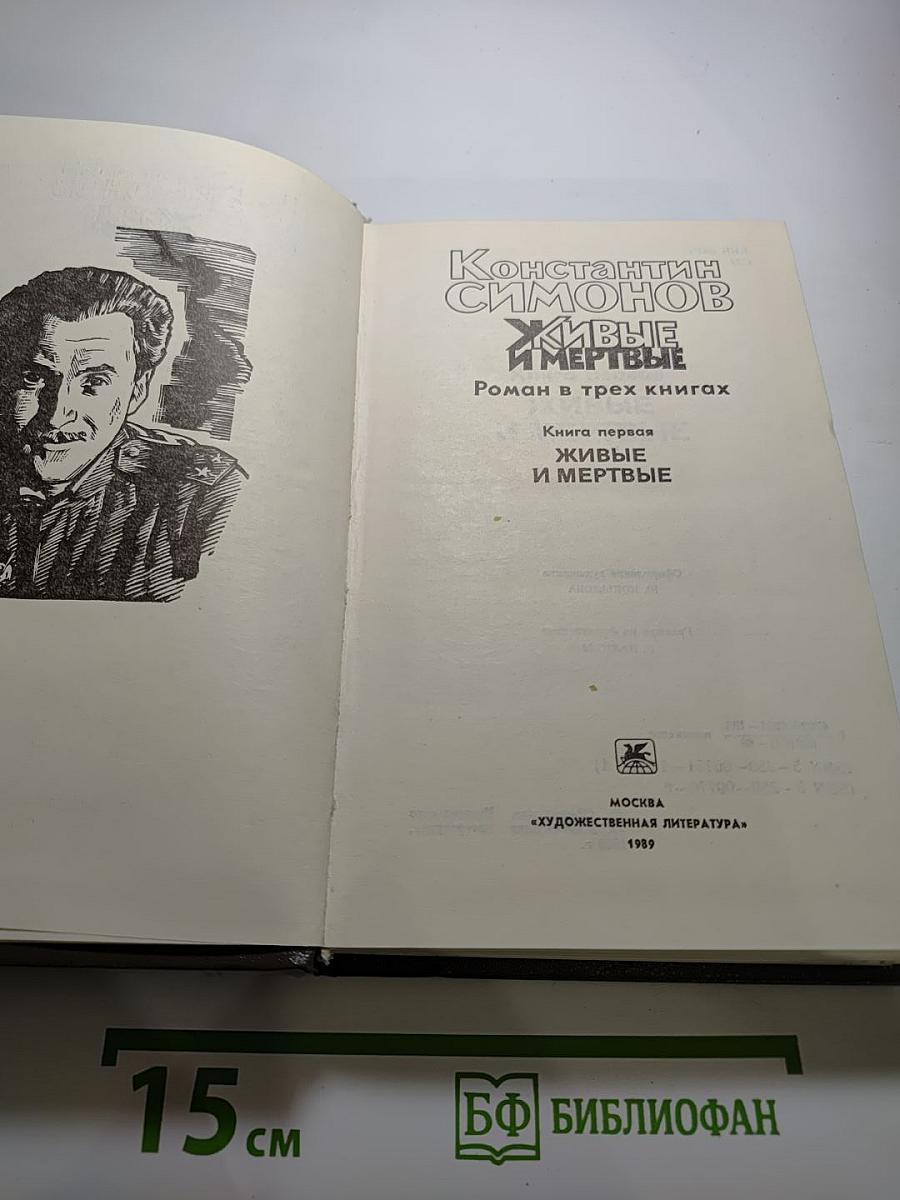 Константин
СИМОНОВ
ЖИВЫЕ
И МЕРТВЫЕ
Роман в трех книгах
Книга первая
ЖИВЫЕ
И МЕРТВЫЕ
МОСКВА
«ХУДОЖЕСТВЕННАЯ ЛИТЕРАТУРА»
1989
15 СМ
БФ БИБЛИОФАН